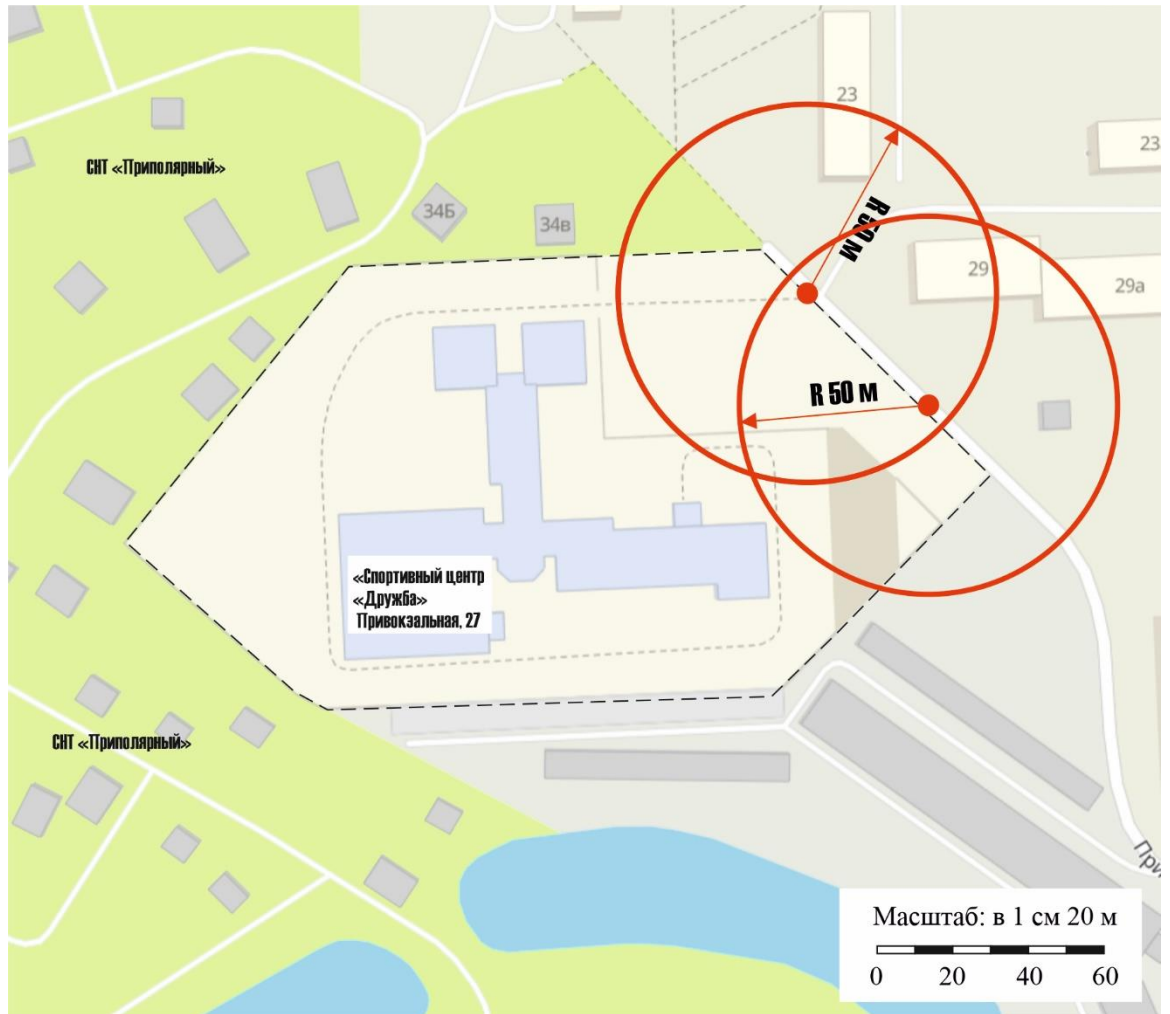 23
23
СНТ «Приполярный»
34Б
34в
R 50 М
29
29а
R 50 М
«Спортивный центр
«Дружба»
Привокзальная, 27
СНТ «Приполярный»
При
Масштаб: в 1 см 20 м
0 20 40 60